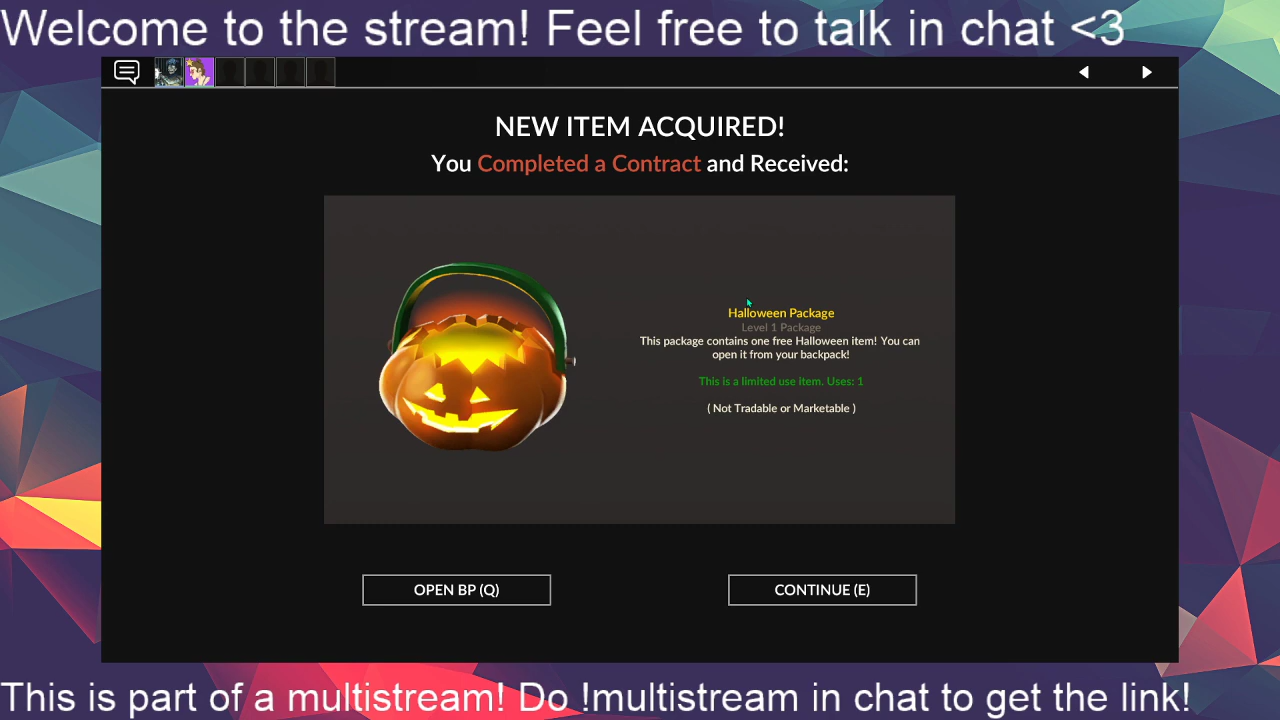 Welcome to the stream! Feel free to talk in chat <3
NEW ITEM ACQUIRED!
You Completed a Contract and Received:
Halloween Package
Level 1 Package
This package contains one free Halloween item! You can
open it from your backpack!
This is a limited use item. Uses: 1
( Not Tradable or Marketable )
OPEN BP (Q)
CONTINUE (E)
This is part of a multistream! Do !multistream in chat to get the link!